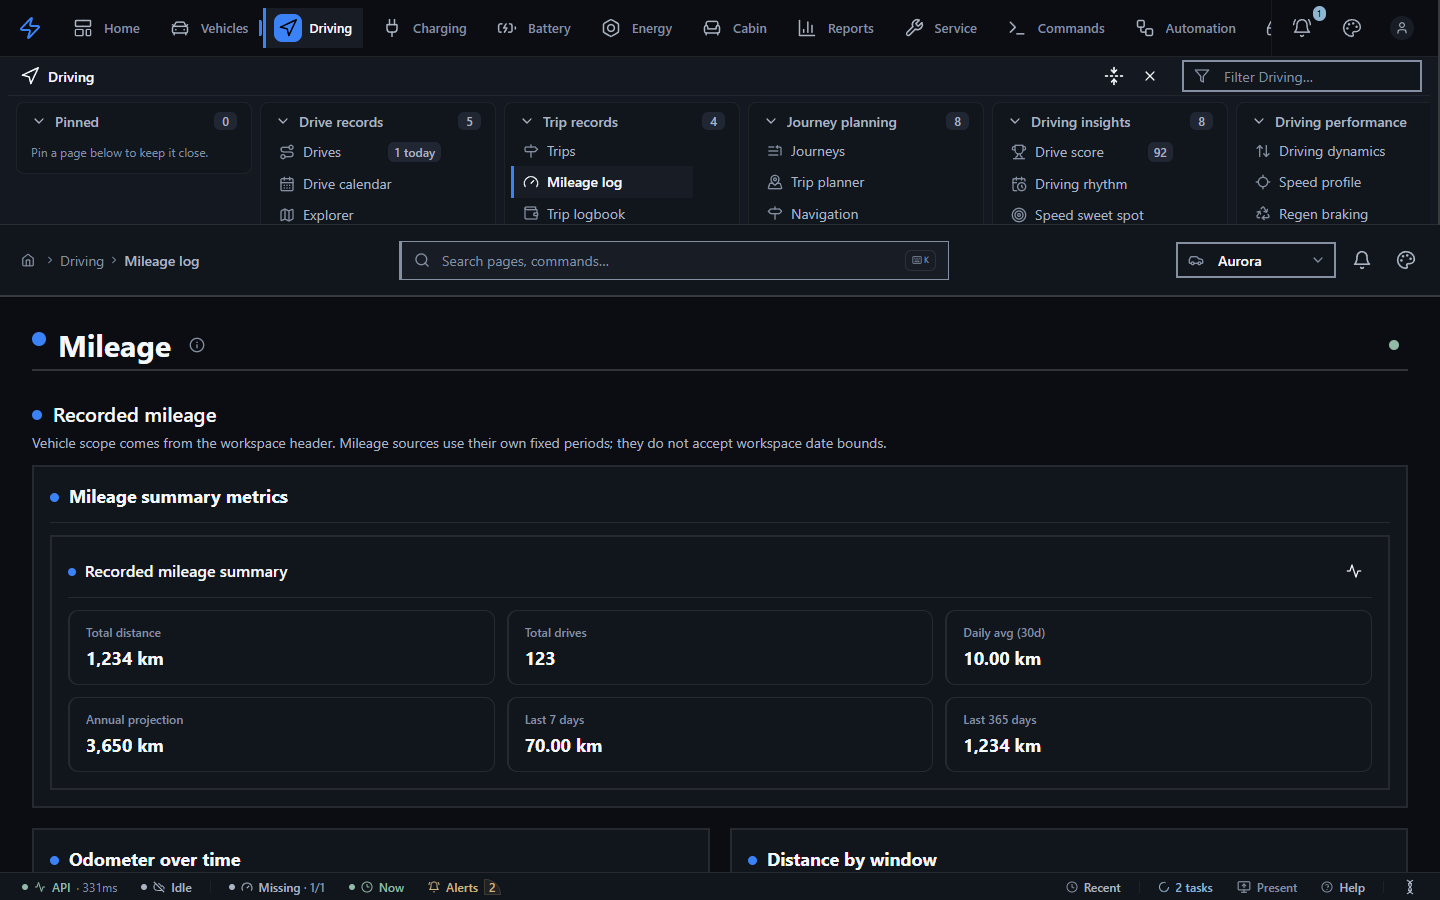 Home Vehicles Driving Charging Battery Energy Cabin Reports Service Commands Automation 1
Driving Filter Driving...
Pinned 0
Pin a page below to keep it close.
Drive records 5
Drives 1 today
Drive calendar
Explorer
Trip records 4
Trips
Mileage log
Trip logbook
Journey planning 8
Journeys
Trip planner
Navigation
Driving insights 8
Drive score 92
Driving rhythm
Speed sweet spot
Driving performance
Driving dynamics
Speed profile
Regen braking
Driving Mileage log Search pages, commands... K Aurora
Mileage
Recorded mileage
Vehicle scope comes from the workspace header. Mileage sources use their own fixed periods; they do not accept workspace date bounds.
Mileage summary metrics
Recorded mileage summary
Total distance
1,234 km
Total drives
123
Daily avg (30d)
10.00 km
Annual projection
3,650 km
Last 7 days
70.00 km
Last 365 days
1,234 km
Odometer over time
Distance by window
API · 331ms Idle Missing · 1/1 Now Alerts 2 Recent 2 tasks Present Help